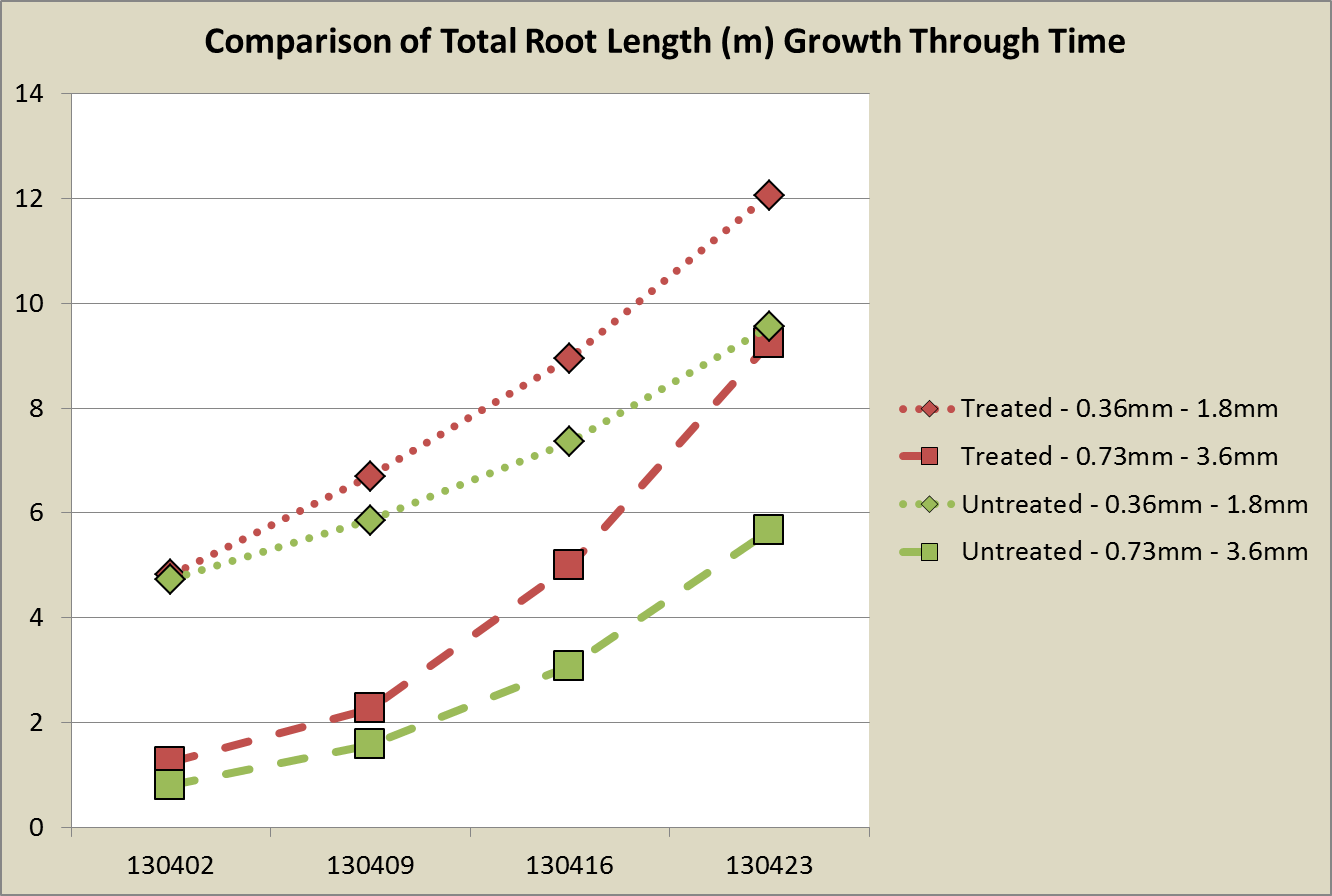 Comparison of Total Root Length (m) Growth Through Time
14
12
10
8
6
4
2
0
130402 130409 130416 130423
Treated - 0.36mm - 1.8mm
Treated - 0.73mm - 3.6mm
Untreated - 0.36mm - 1.8mm
Untreated - 0.73mm - 3.6mm